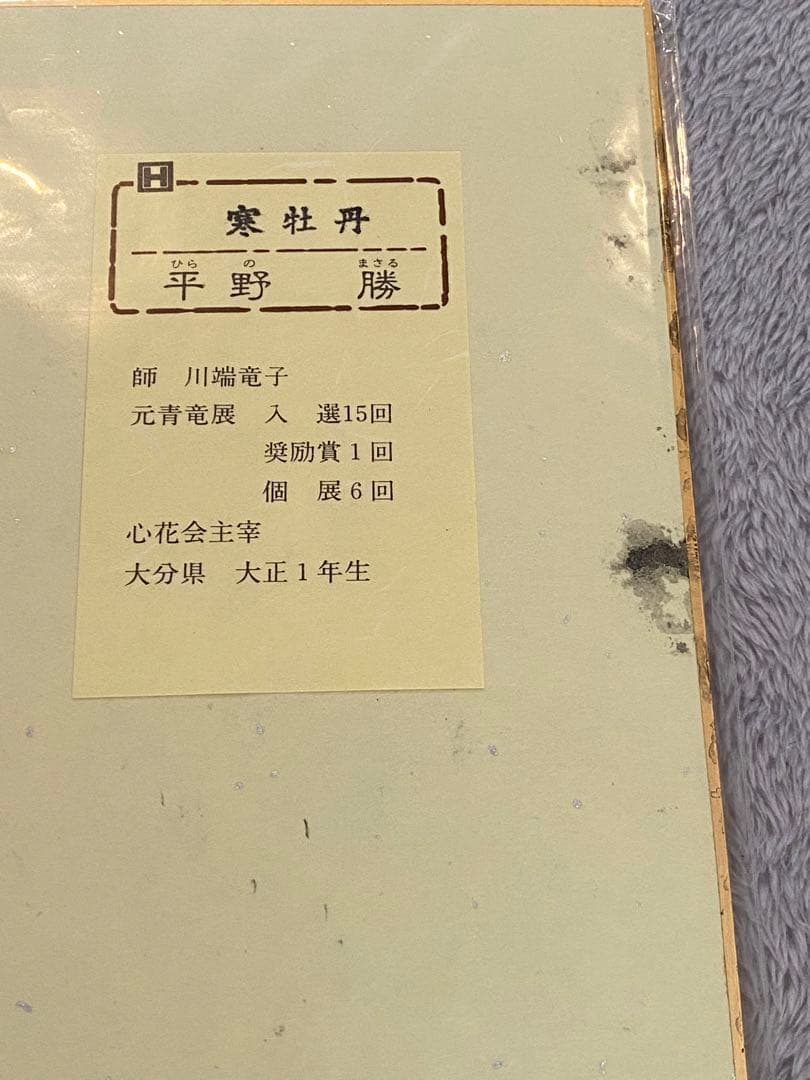 H
寒牡丹
ひら の まさる
平野 勝
師 川端竜子
元青竜展 入 選15回
奨励賞1回
個 展6回
心花会主宰
大分県 大正1年生